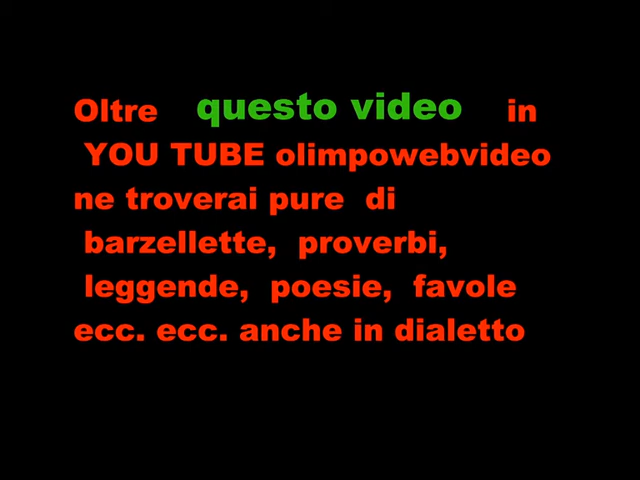 Oltre questo video in
YOU TUBE olimpowebvideo
ne troverai pure di
barzellette, proverbi,
leggende, poesie, favole
ecc. ecc. anche in dialetto